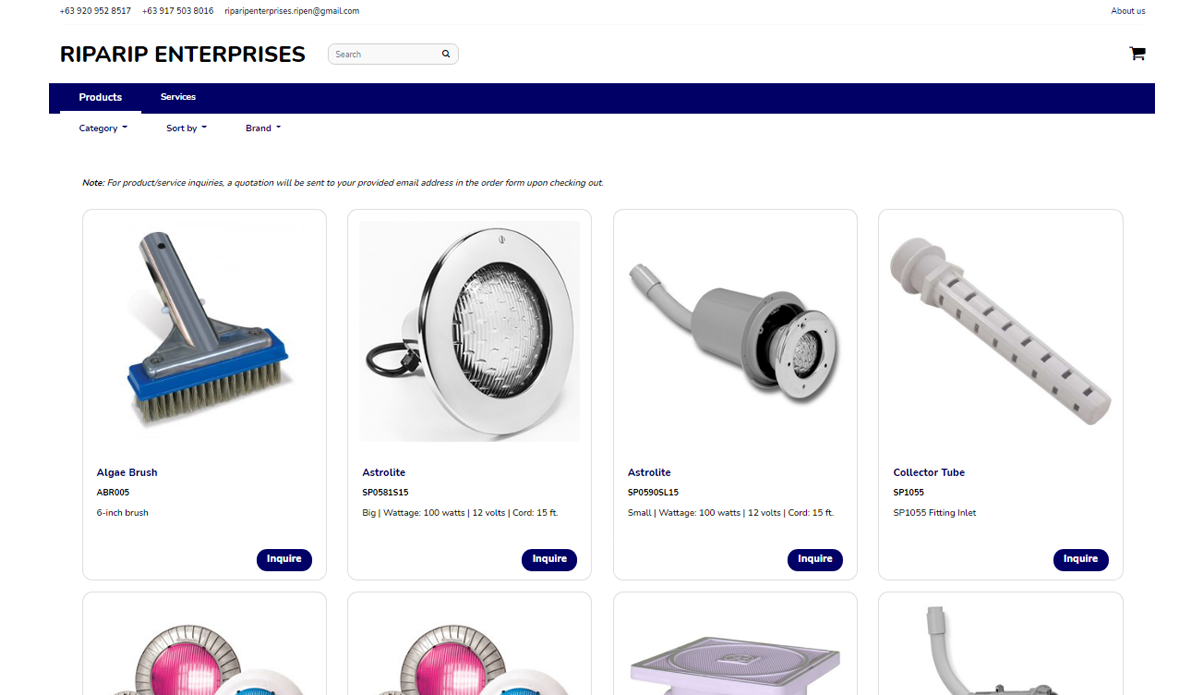 +63 920 952 8517 +63 917 503 8016 riparipenterprises.ripen@gmail.com About us
RIPARIP ENTERPRISES Search
Products Services
Category Sort by Brand
Note: For product/service inquiries, a quotation will be sent to your provided email address in the order form upon checking out.
Algae Brush
ABR005
6-inch brush
Inquire
Astrolite
SP0581S15
Big | Wattage: 100 watts | 12 volts | Cord: 15 ft.
Inquire
Astrolite
SP0590SL15
Small | Wattage: 100 watts | 12 volts | Cord: 15 ft.
Inquire
Collector Tube
SP1055
SP1055 Fitting Inlet
Inquire